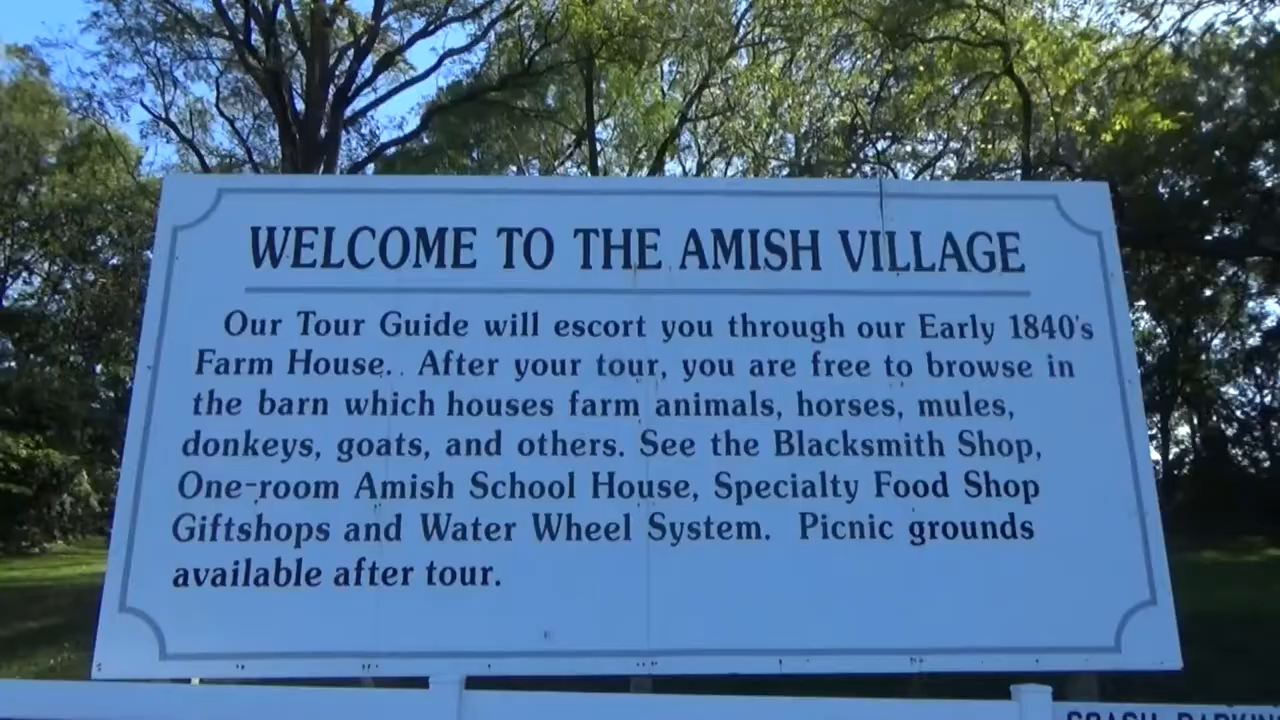 WELCOME TO THE AMISH VILLAGE
Our Tour Guide will escort you through our Early 1840's
Farm House. After your tour, you are free to browse in
the barn which houses farm animals, horses, mules,
donkeys, goats, and others. See the Blacksmith Shop,
One-room Amish School House, Specialty Food Shop
Giftshops and Water Wheel System. Picnic grounds
available after tour.